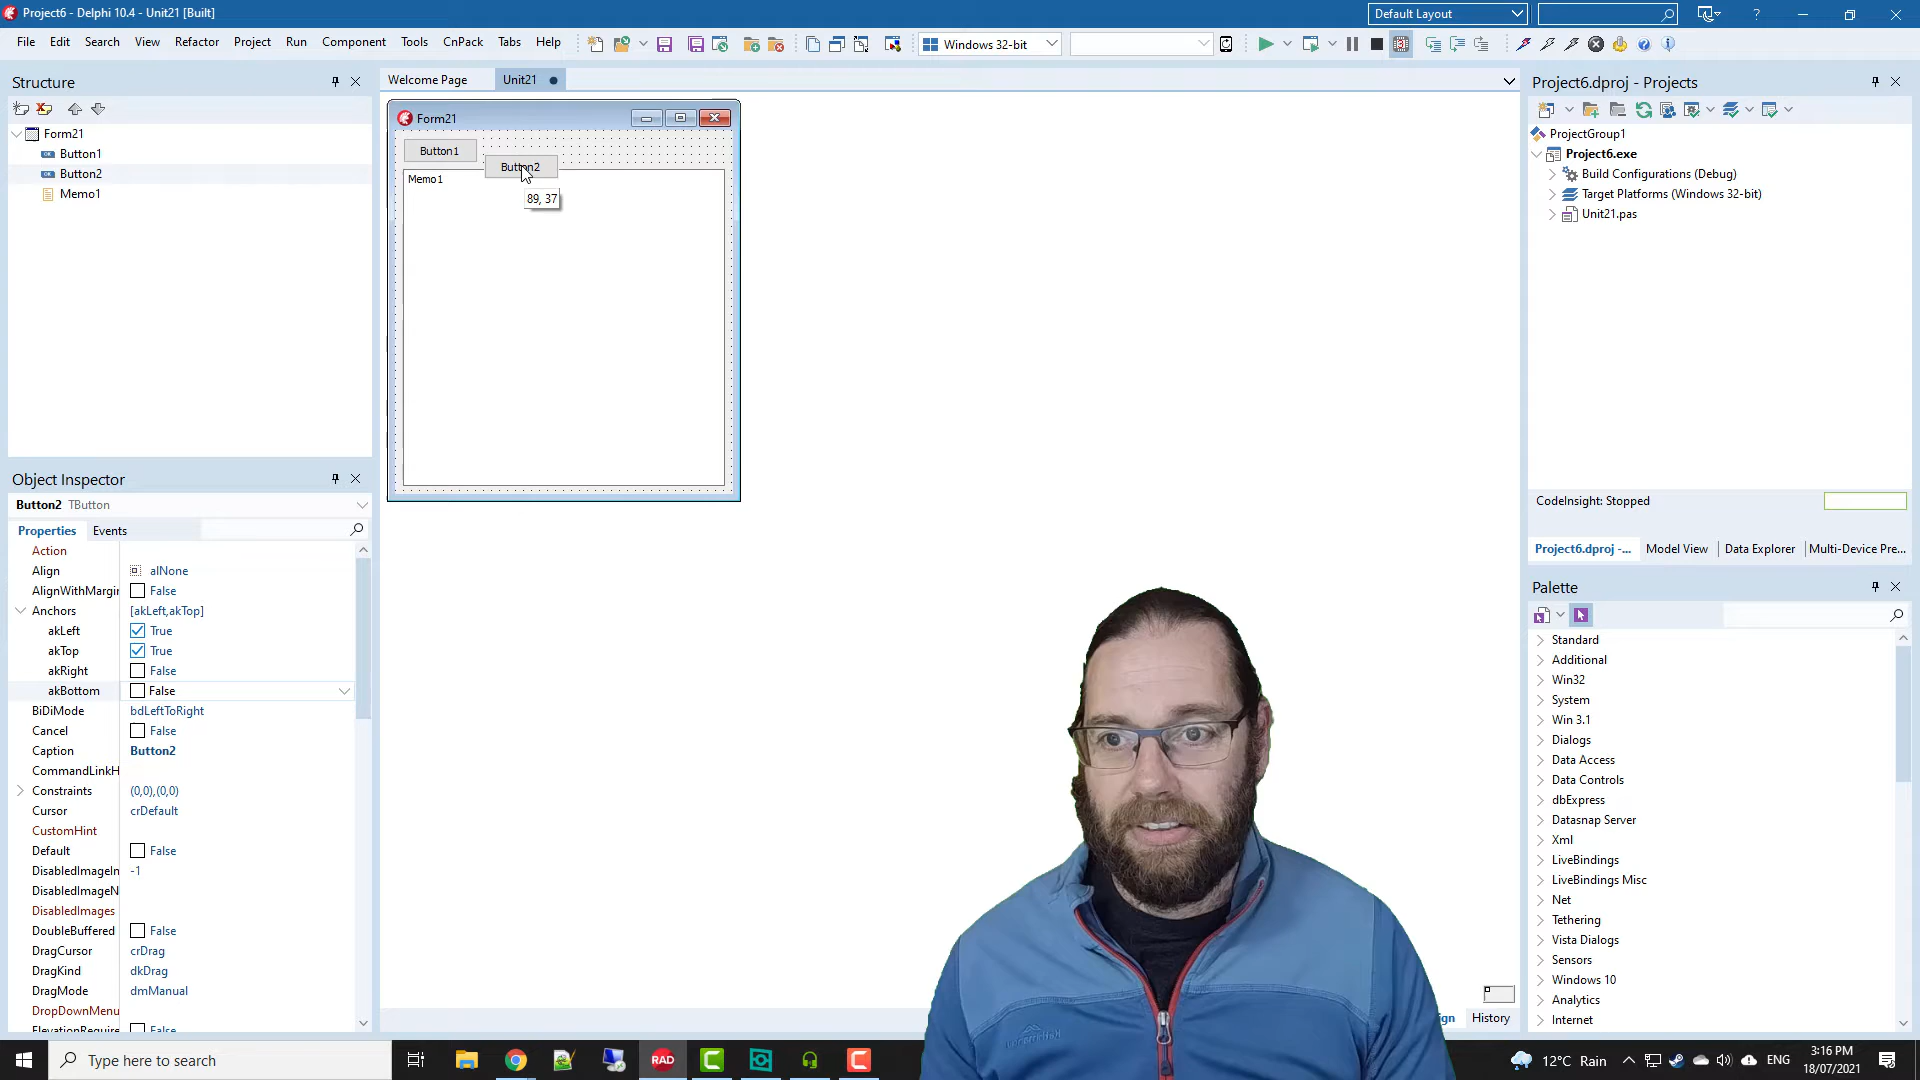 Project6 - Delphi 10.4 - Unit21 [Built]
Default Layout
File Edit Search View Refactor Project Run Component Tools CnPack Tabs Help
Windows 32-bit
Structure
Form21
Button1
Button2
Memo1
Object Inspector
Button2 TButton
Properties Events
Action
Align alNone
AlignWithMargin False
Anchors [akLeft,akTop]
akLeft True
akTop True
akRight False
akBottom False
BiDiMode bdLeftToRight
Cancel False
Caption Button2
CommandLinkH
Constraints (0,0),(0,0)
Cursor crDefault
CustomHint
Default False
DisabledImageIn -1
DisabledImageN
DisabledImages
DoubleBuffered False
DragCursor crDrag
DragKind dkDrag
DragMode dmManual
DropDownMenu
ElevationRequire False
Welcome Page Unit21
Form21
Button1
Button2
Memo1
89, 37
History
Project6.dproj - Projects
ProjectGroup1
Project6.exe
Build Configurations (Debug)
Target Platforms (Windows 32-bit)
Unit21.pas
CodeInsight: Stopped
Project6.dproj -... Model View Data Explorer Multi-Device Pre...
Palette
Standard
Additional
Win32
System
Win 3.1
Dialogs
Data Access
Data Controls
dbExpress
Datasnap Server
Xml
LiveBindings
LiveBindings Misc
Net
Tethering
Vista Dialogs
Sensors
Windows 10
Analytics
Internet
Type here to search
RAD
12°C Rain
ENG
3:16 PM
18/07/2021